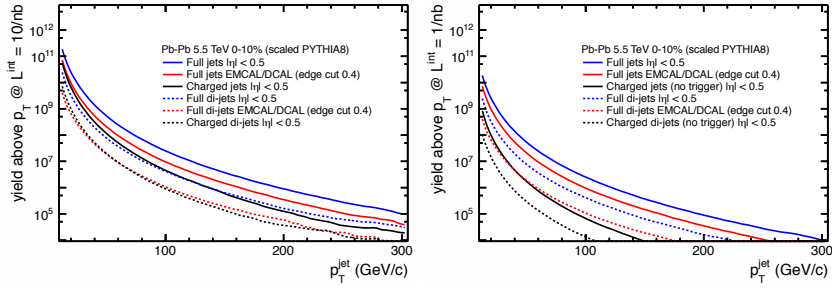 yield above p_T @ L^int = 10/nb
10^11
10^9
10^7
10^5
Pb-Pb 5.5 TeV 0-10% (scaled PYTHIA8)
Full jets |η| < 0.5
Full jets EMCAL/DCAL (edge cut 0.4)
Charged jets |η| < 0.5
Full di-jets |η| < 0.5
Full di-jets EMCAL/DCAL (edge cut 0.4)
Charged di-jets |η| < 0.5
100 200 300
p_T^jet (GeV/c)
yield above p_T @ L^int = 1/nb
10^11
10^9
10^7
10^5
Pb-Pb 5.5 TeV 0-10% (scaled PYTHIA8)
Full jets |η| < 0.5
Full jets EMCAL/DCAL (edge cut 0.4)
Charged jets (no trigger) |η| < 0.5
Full di-jets |η| < 0.5
Full di-jets EMCAL/DCAL (edge cut 0.4)
Charged di-jets (no trigger) |η| < 0.5
100 200 300
p_T^jet (GeV/c)